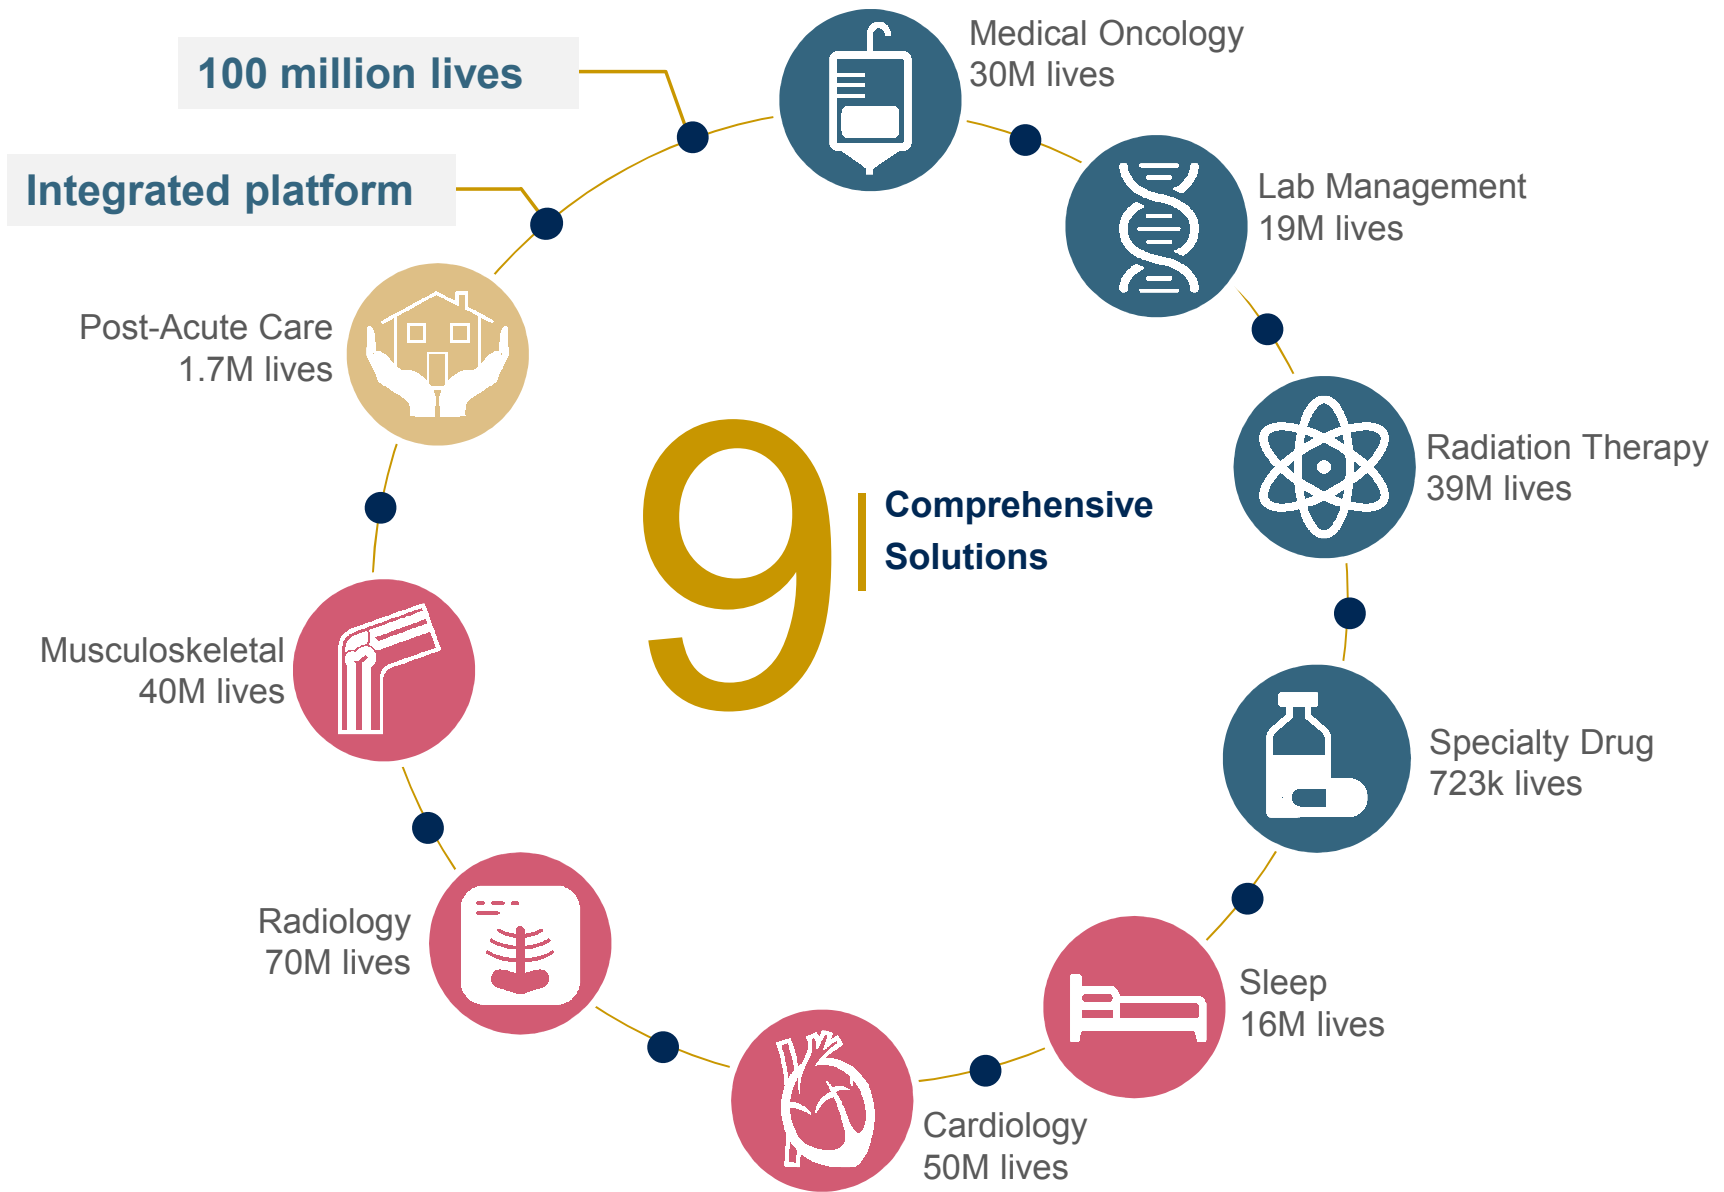 100 million lives
Integrated platform
Medical Oncology
30M lives
Lab Management
19M lives
Radiation Therapy
39M lives
Specialty Drug
723k lives
Sleep
16M lives
Cardiology
50M lives
Radiology
70M lives
Musculoskeletal
40M lives
Post-Acute Care
1.7M lives
9
Comprehensive
Solutions